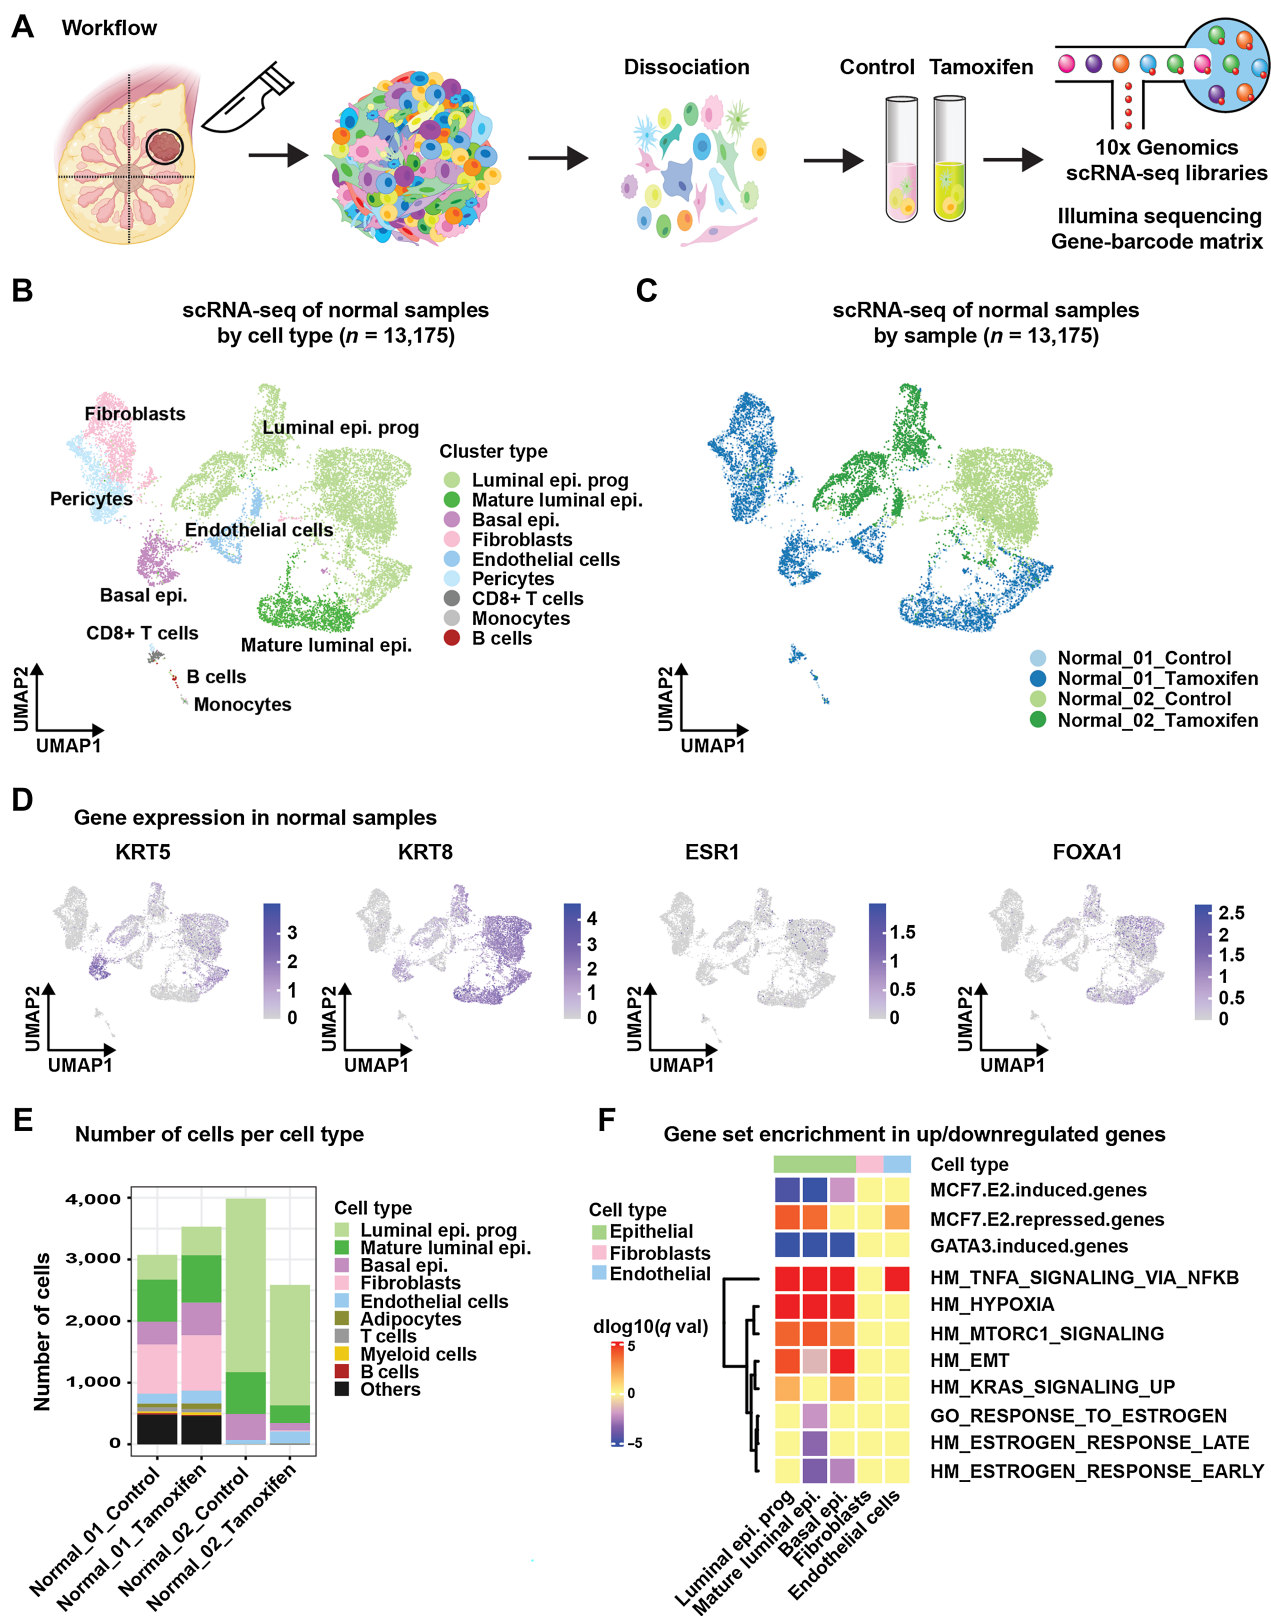 A
Workflow
Dissociation
Control
Tamoxifen
10x Genomics
scRNA-seq libraries
Illumina sequencing
Gene-barcode matrix
B
scRNA-seq of normal samples
by cell type (n = 13,175)
Fibroblasts
Luminal epi. prog
Pericytes
Endothelial cells
Basal epi.
CD8+ T cells
Mature luminal epi.
B cells
Monocytes
UMAP2
UMAP1
Cluster type
Luminal epi. prog
Mature luminal epi.
Basal epi.
Fibroblasts
Endothelial cells
Pericytes
CD8+ T cells
Monocytes
B cells
C
scRNA-seq of normal samples
by sample (n = 13,175)
Normal_01_Control
Normal_01_Tamoxifen
Normal_02_Control
Normal_02_Tamoxifen
UMAP2
UMAP1
D
Gene expression in normal samples
KRT5
3
2
1
0
UMAP2
UMAP1
KRT8
4
3
2
1
0
UMAP2
UMAP1
ESR1
1.5
1
0.5
0
UMAP2
UMAP1
FOXA1
2.5
2
1.5
1
0.5
0
UMAP2
UMAP1
E
Number of cells per cell type
Number of cells
4,000
3,000
2,000
1,000
0
Normal_01_Control
Normal_01_Tamoxifen
Normal_02_Control
Normal_02_Tamoxifen
Cell type
Luminal epi. prog
Mature luminal epi.
Basal epi.
Fibroblasts
Endothelial cells
Adipocytes
T cells
Myeloid cells
B cells
Others
F
Gene set encrichment in up/downregulated genes
Cell type
Epithelial
Fibroblasts
Endothelial
dlog10(q val)
5
0
−5
Cell type
MCF7.E2.induced.genes
MCF7.E2.repressed.genes
GATA3.induced.genes
HM_TNFA_SIGNALING_VIA_NFKB
HM_HYPOXIA
HM_MTORC1_SIGNALING
HM_EMT
HM_KRAS_SIGNALING_UP
GO_RESPONSE_TO_ESTROGEN
HM_ESTROGEN_RESPONSE_LATE
HM_ESTROGEN_RESPONSE_EARLY
Luminal epi. prog
Mature luminal epi.
Basal epi.
Fibroblasts
Endothelial cells